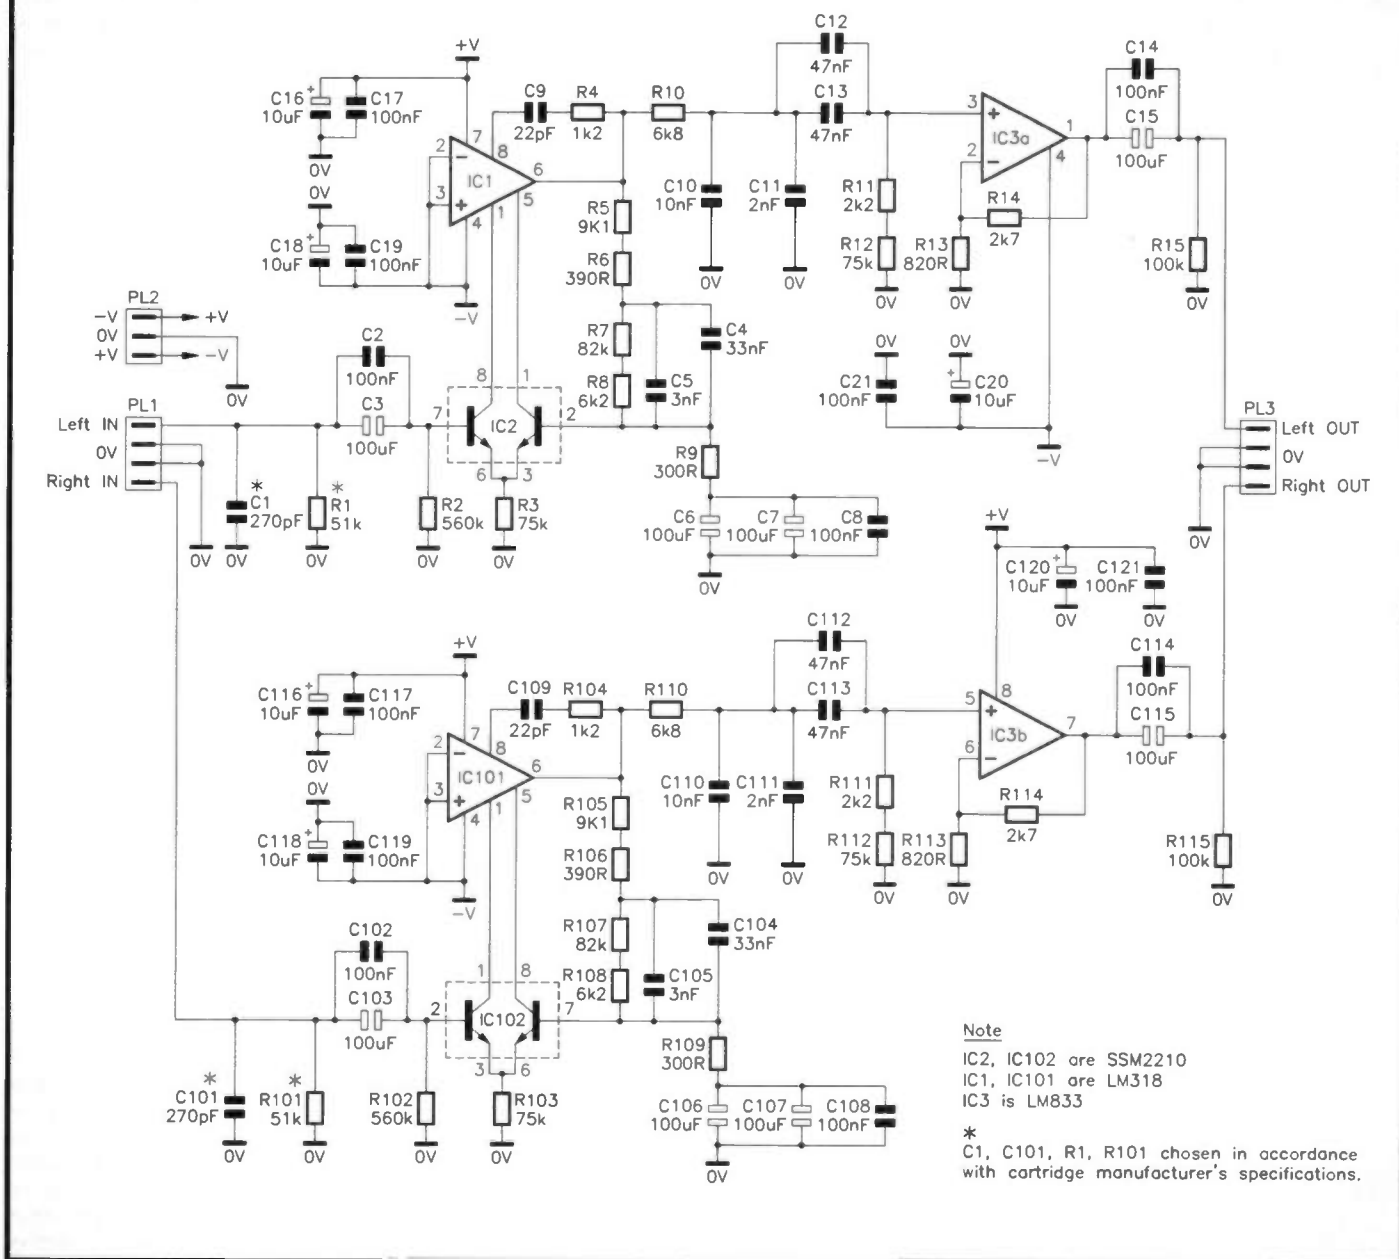 C12
47nF
C13
47nF
C14
100nF
C15
100uF
+V
C16
+
10uF
C17
100nF
0V
0V
C18
+
10uF
C19
100nF
-V
C9
22pF
R4
1k2
R10
6k8
2
-
3
+
IC1
7
8
6
1
5
4
R5
9K1
R6
390R
C10
10nF
C11
2nF
0V
0V
R11
2k2
R12
75k
0V
3
+
2
-
IC3a
1
4
R14
2k7
R13
820R
0V
R15
100k
0V
PL2
-V
+V
0V
+V
-V
0V
C2
100nF
C3
100uF
R7
82k
R8
6k2
C5
3nF
C4
33nF
0V
C21
100nF
0V
C20
+
10uF
-V
PL1
Left IN
0V
Right IN
7
8
1
IC2
2
6
3
R9
300R
PL3
Left OUT
0V
Right OUT
0V
*
C1
270pF
*
R1
51k
R2
560k
R3
75k
0V
0V
0V
0V
0V
C6
100uF
C7
100uF
C8
100nF
0V
+V
C120
+
10uF
C121
100nF
0V
0V
C112
47nF
C113
47nF
C114
100nF
C115
100uF
+V
C116
+
10uF
C117
100nF
0V
0V
C118
+
10uF
C119
100nF
-V
C109
22pF
R104
1k2
R110
6k8
2
-
3
+
IC101
7
8
6
1
5
4
R105
9K1
R106
390R
C110
10nF
C111
2nF
0V
0V
R111
2k2
R112
75k
0V
5
+
6
-
IC3b
8
7
R114
2k7
R113
820R
0V
R115
100k
0V
C102
100nF
C103
100uF
R107
82k
R108
6k2
C105
3nF
C104
33nF
2
1
8
IC102
7
3
6
R109
300R
*
C101
270pF
*
R101
51k
R102
560k
R103
75k
0V
0V
0V
0V
C106
100uF
C107
100uF
C108
100nF
0V
Note
IC2, IC102 are SSM2210
IC1, IC101 are LM318
IC3 is LM833
*
C1, C101, R1, R101 chosen in accordance
with cartridge manufacturer's specifications.